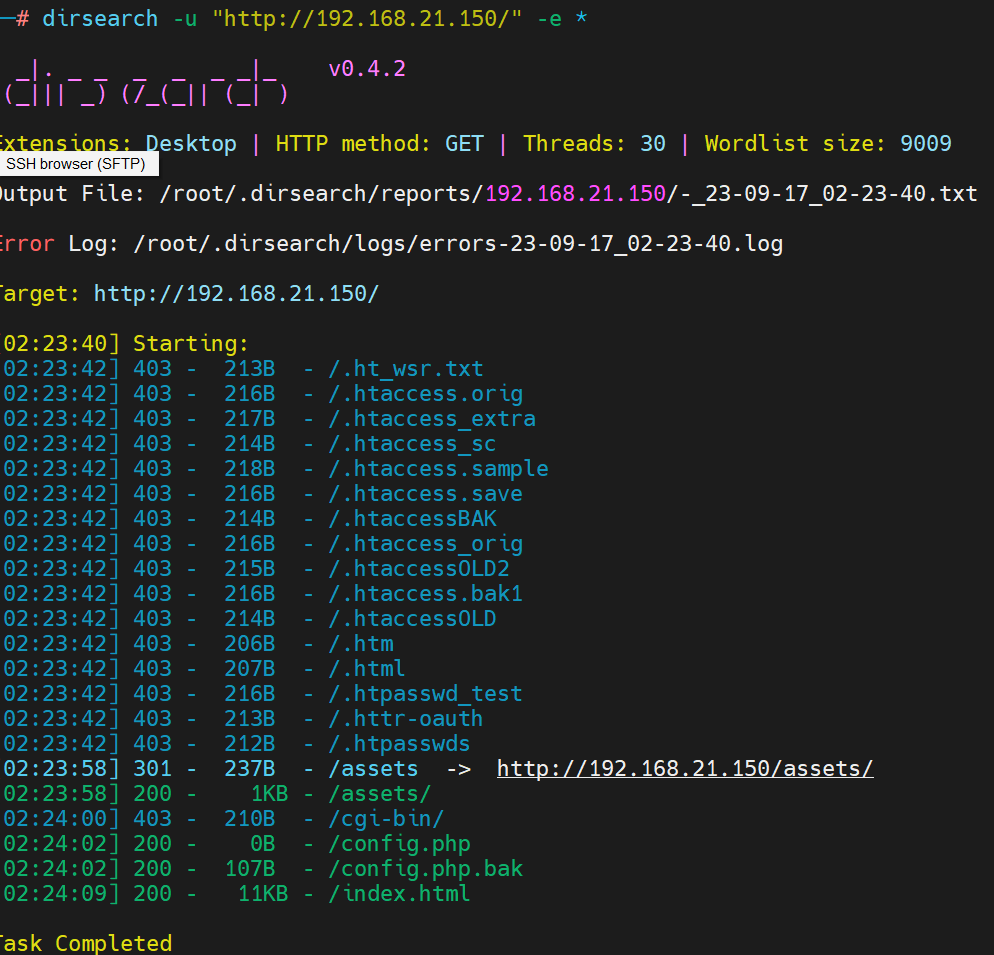 ─# dirsearch -u "http://192.168.21.150/" -e *
_|. _ _  _  _  _ _|_    v0.4.2
(_||| _) (/_(_|| (_| )
Extensions: Desktop | HTTP method: GET | Threads: 30 | Wordlist size: 9009
SSH browser (SFTP)
Output File: /root/.dirsearch/reports/192.168.21.150/-_23-09-17_02-23-40.txt
Error Log: /root/.dirsearch/logs/errors-23-09-17_02-23-40.log
Target: http://192.168.21.150/
02:23:40] Starting:
02:23:42] 403 -  213B  - /.ht_wsr.txt
02:23:42] 403 -  216B  - /.htaccess.orig
02:23:42] 403 -  217B  - /.htaccess_extra
02:23:42] 403 -  214B  - /.htaccess_sc
02:23:42] 403 -  218B  - /.htaccess.sample
02:23:42] 403 -  216B  - /.htaccess.save
02:23:42] 403 -  214B  - /.htaccessBAK
02:23:42] 403 -  216B  - /.htaccess_orig
02:23:42] 403 -  215B  - /.htaccessOLD2
02:23:42] 403 -  216B  - /.htaccess.bak1
02:23:42] 403 -  214B  - /.htaccessOLD
02:23:42] 403 -  206B  - /.htm
02:23:42] 403 -  207B  - /.html
02:23:42] 403 -  216B  - /.htpasswd_test
02:23:42] 403 -  213B  - /.httr-oauth
02:23:42] 403 -  212B  - /.htpasswds
02:23:58] 301 -  237B  - /assets  ->  http://192.168.21.150/assets/
02:23:58] 200 -    1KB - /assets/
02:24:00] 403 -  210B  - /cgi-bin/
02:24:02] 200 -    0B  - /config.php
02:24:02] 200 -  107B  - /config.php.bak
02:24:09] 200 -   11KB - /index.html
Task Completed